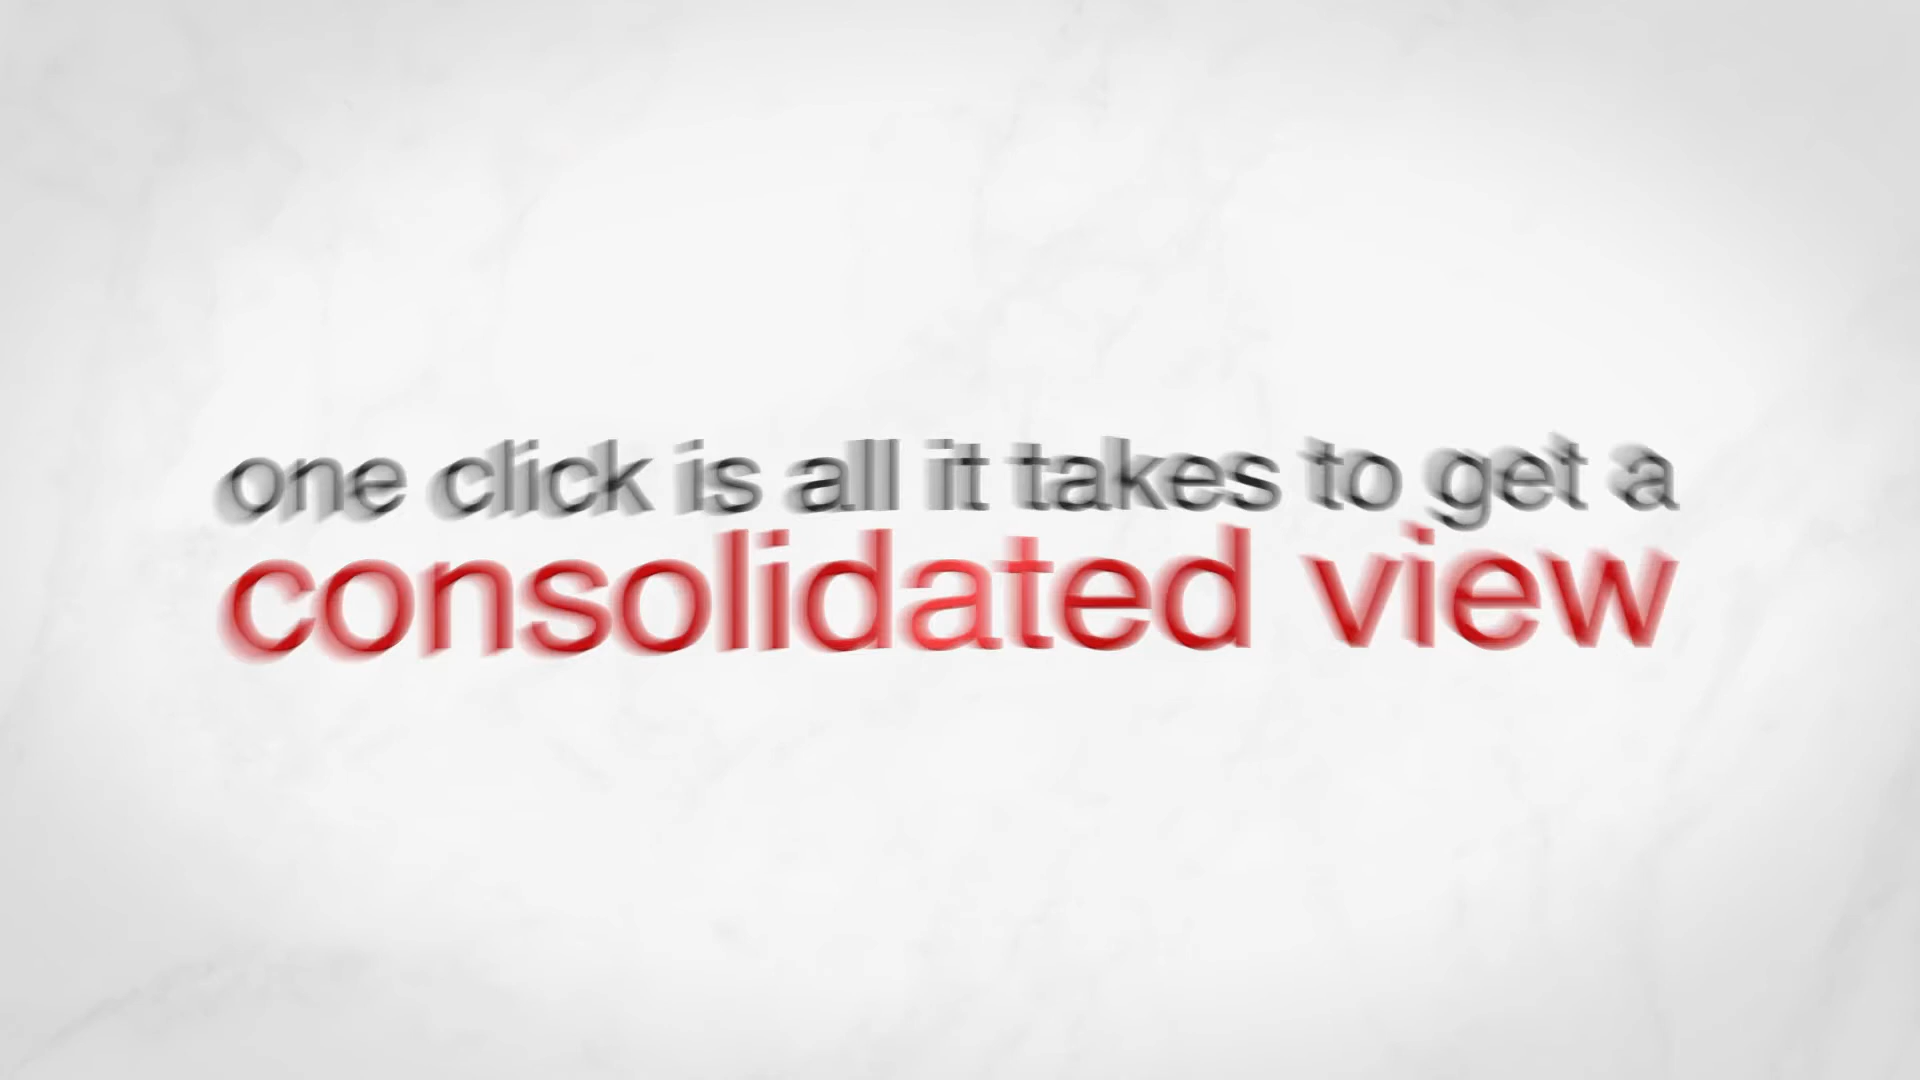 one click is all it takes to get a
consolidated view